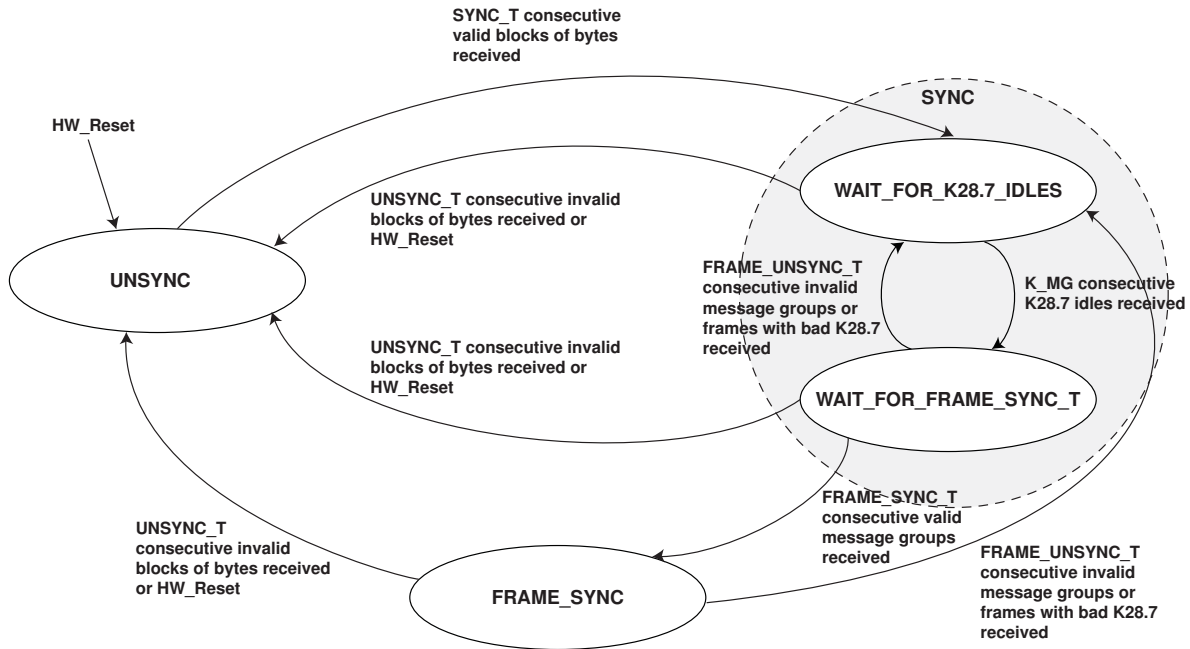 SYNC_T consecutive
valid blocks of bytes
received
SYNC
HW_Reset
WAIT_FOR_K28.7_IDLES
UNSYNC_T consecutive invalid
blocks of bytes received or
HW_Reset
UNSYNC
FRAME_UNSYNC_T
consecutive invalid
message groups or
frames with bad K28.7
received
K_MG consecutive
K28.7 idles received
UNSYNC_T consecutive invalid
blocks of bytes received or
HW_Reset
WAIT_FOR_FRAME_SYNC_T
FRAME_SYNC_T
consecutive valid
message groups
received
UNSYNC_T
consecutive invalid
blocks of bytes received
or HW_Reset
FRAME_SYNC
FRAME_UNSYNC_T
consecutive invalid
message groups or
frames with bad K28.7
received